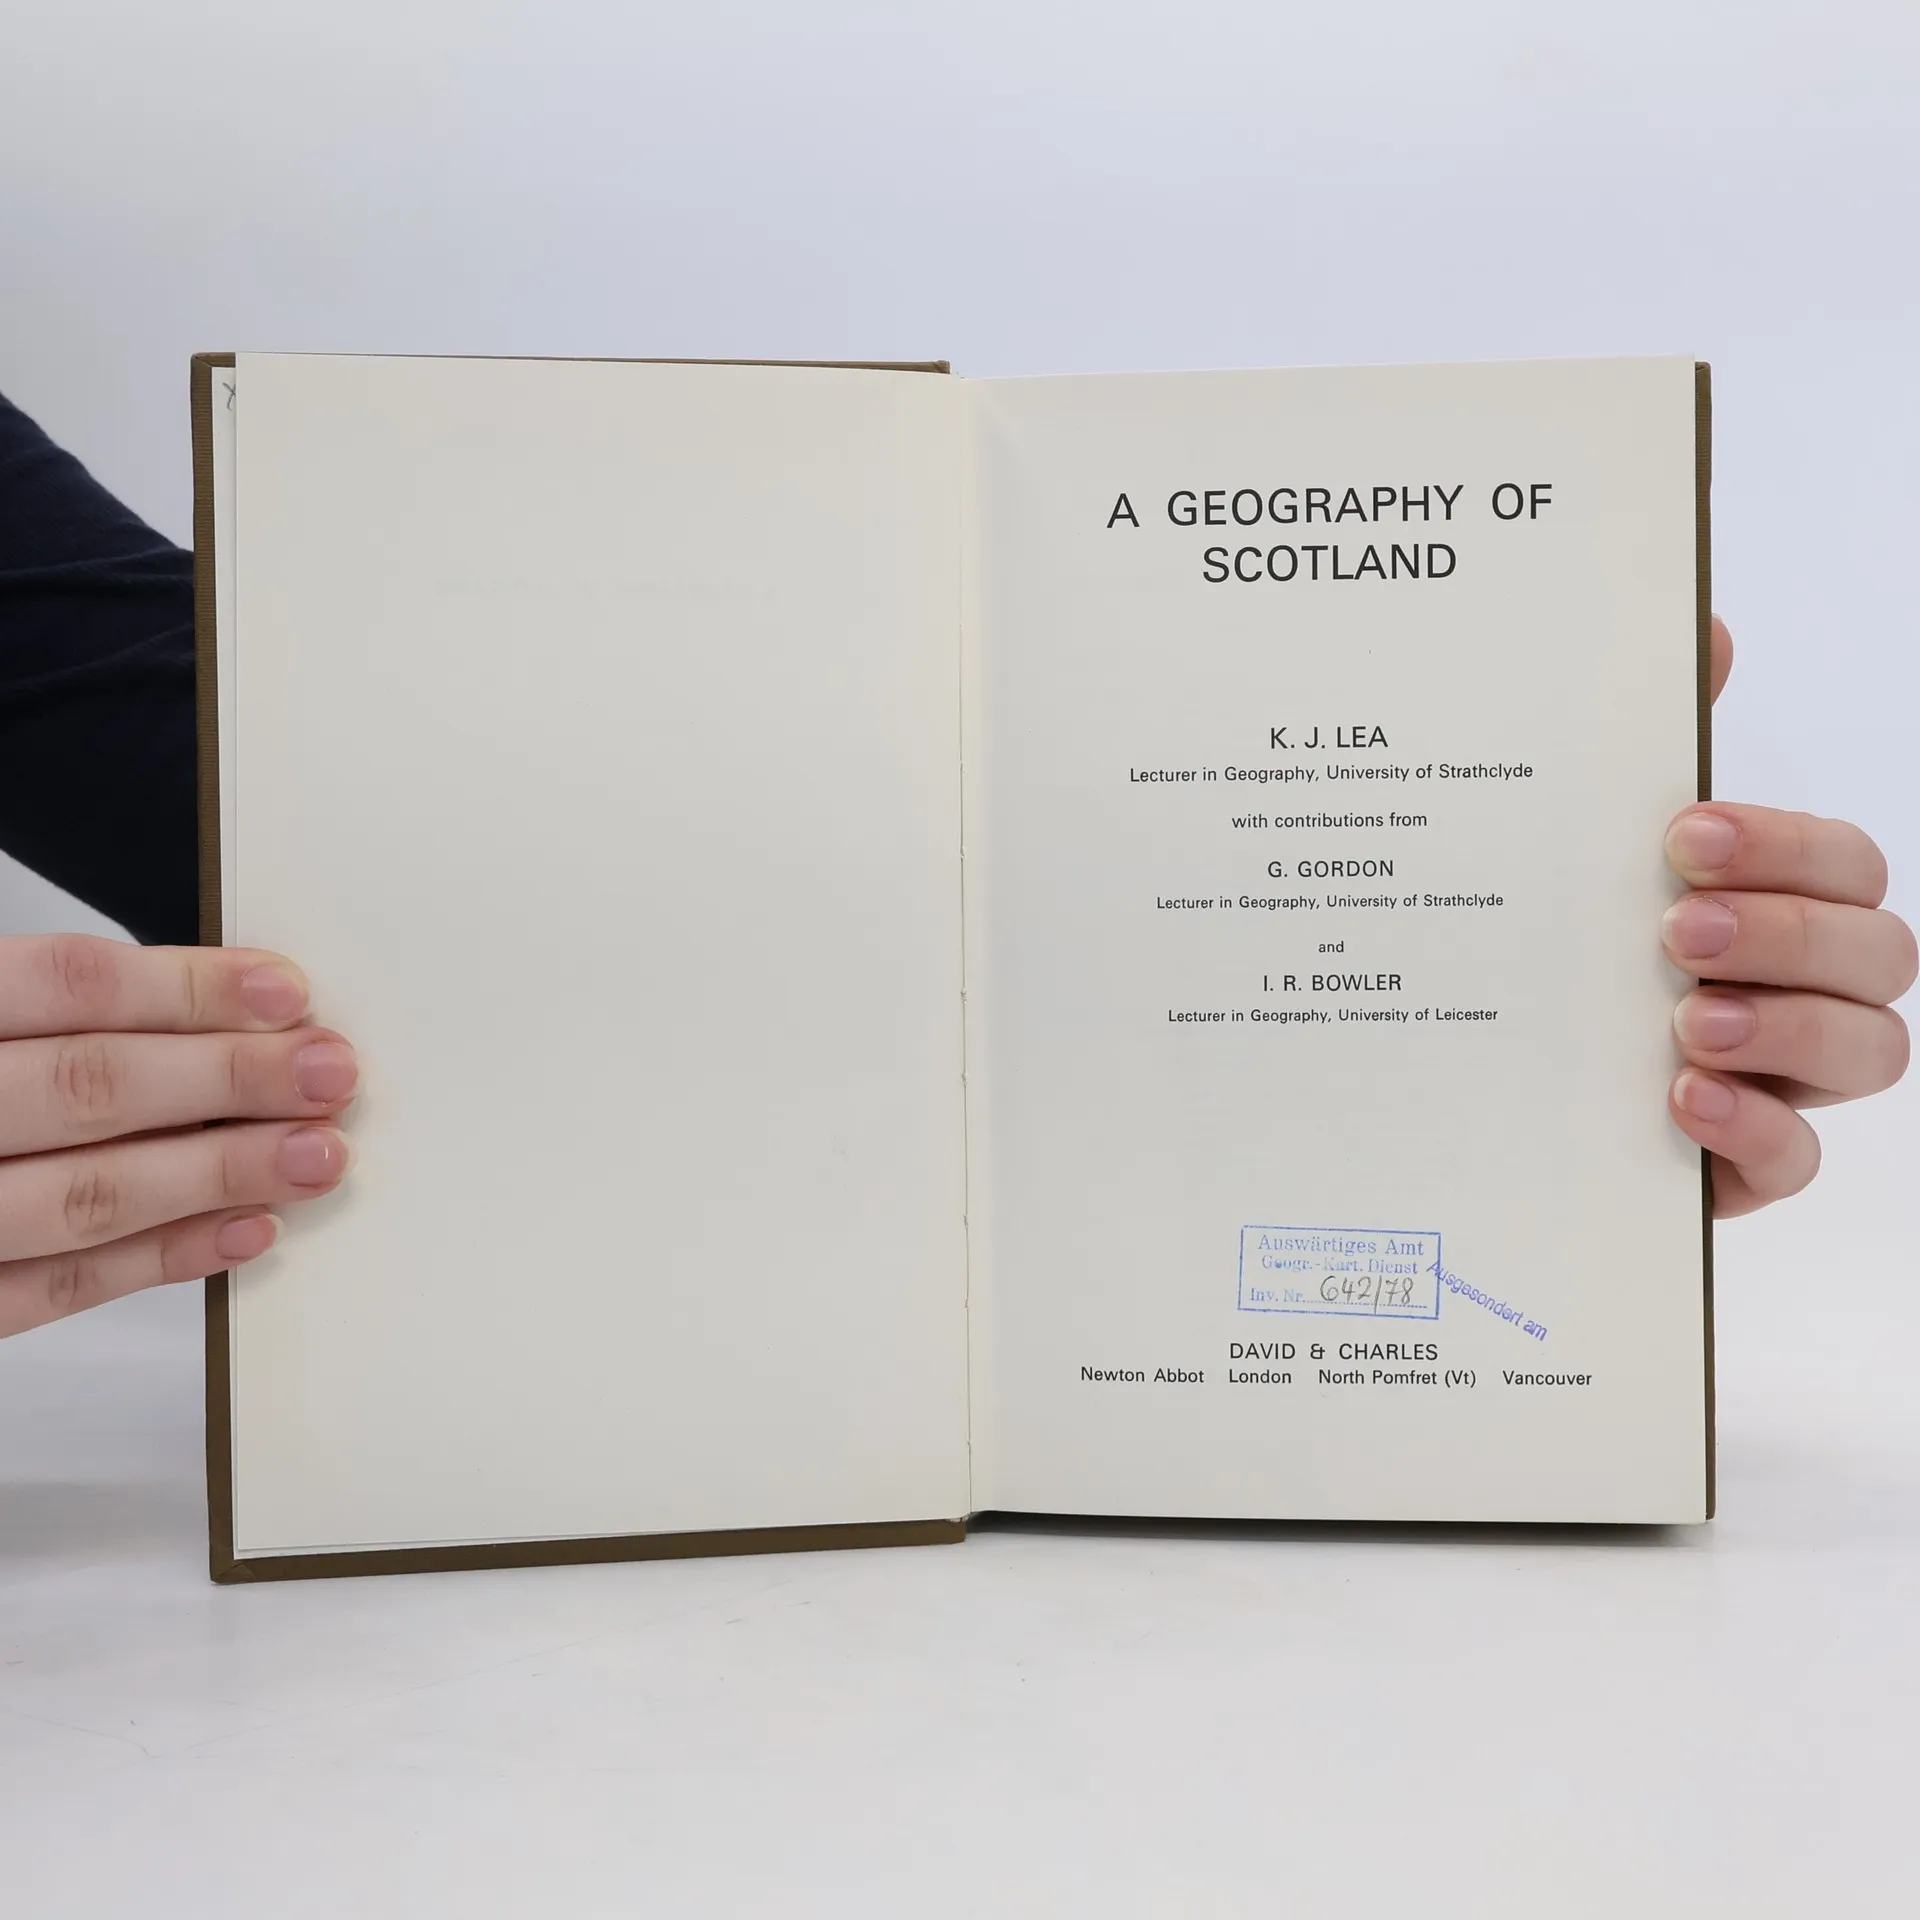 A GEOGRAPHY OF
SCOTLAND
K. J. LEA
Lecturer in Geography, University of Strathclyde
with contributions from
G. GORDON
Lecturer in Geography, University of Strathclyde
and
I. R. BOWLER
Lecturer in Geography, University of Leicester
Auswärtiges Amt
Geogr.-Kart. Dienst
Inv. Nr. 642/78
Ausgesondert am
DAVID & CHARLES
Newton Abbot London North Pomfret (Vt) Vancouver